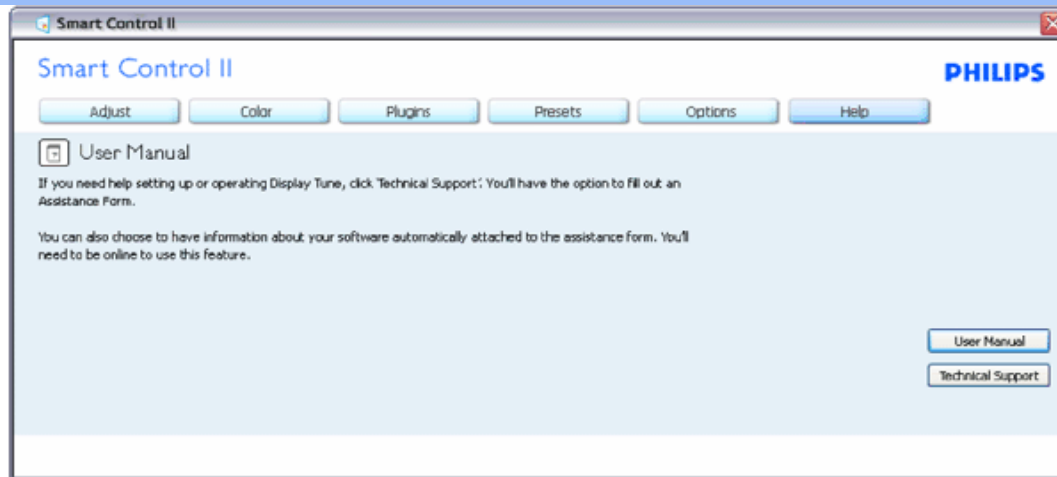 Smart Control II
Smart Control II
PHILIPS
Adjust Color Plugins Presets Options Help
User Manual
If you need help setting up or operating Display Tune, click 'Technical Support'. You'll have the option to fill out an
Assistance Form.
You can also choose to have information about your software automatically attached to the assistance form. You'll
need to be online to use this feature.
User Manual
Technical Support